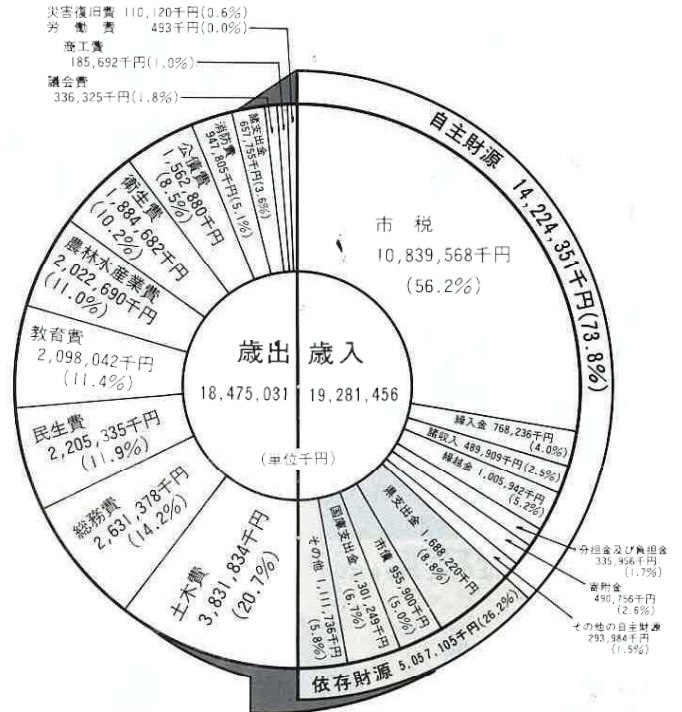 災害復旧費 110,120千円(0.6%)
労働費 493千円(0.0%)
商工費
185,692千円(1.0%)
議会費
336,325千円(1.8%)
諸支出金
657,755千円(3.6%)
消防費
947,805千円(5.1%)
公債費
1,562,880千円
(8.5%)
衛生費
1,884,682千円
(10.2%)
農林水産業費
2,022,690千円
(11.0%)
教育費
2,098,042千円
(11.4%)
民生費
2,205,335千円
(11.9%)
総務費
2,631,378千円
(14.2%)
土木費
3,831,834千円
(20.7%)
歳出 歳入
18,475,031 19,281,456
(単位千円)
自主財源 14,224,351千円(73.8%)
市税
10,839,568千円
(56.2%)
繰入金 768,236千円
(4.0%)
諸収入 489,909千円(2.5%)
繰越金 1,005,942千円
(5.2%)
分担金及び負担金
335,956千円
(1.7%)
寄附金
490,756千円
(2.6%)
その他の自主財源
293,984千円
(1.5%)
県支出金 1,688,220千円
(8.8%)
市債 955,900千円
(5.0%)
国庫支出金 1,301,249千円
(6.7%)
その他 1,111,736千円
(5.8%)
依存財源 5,057,105千円(26.2%)